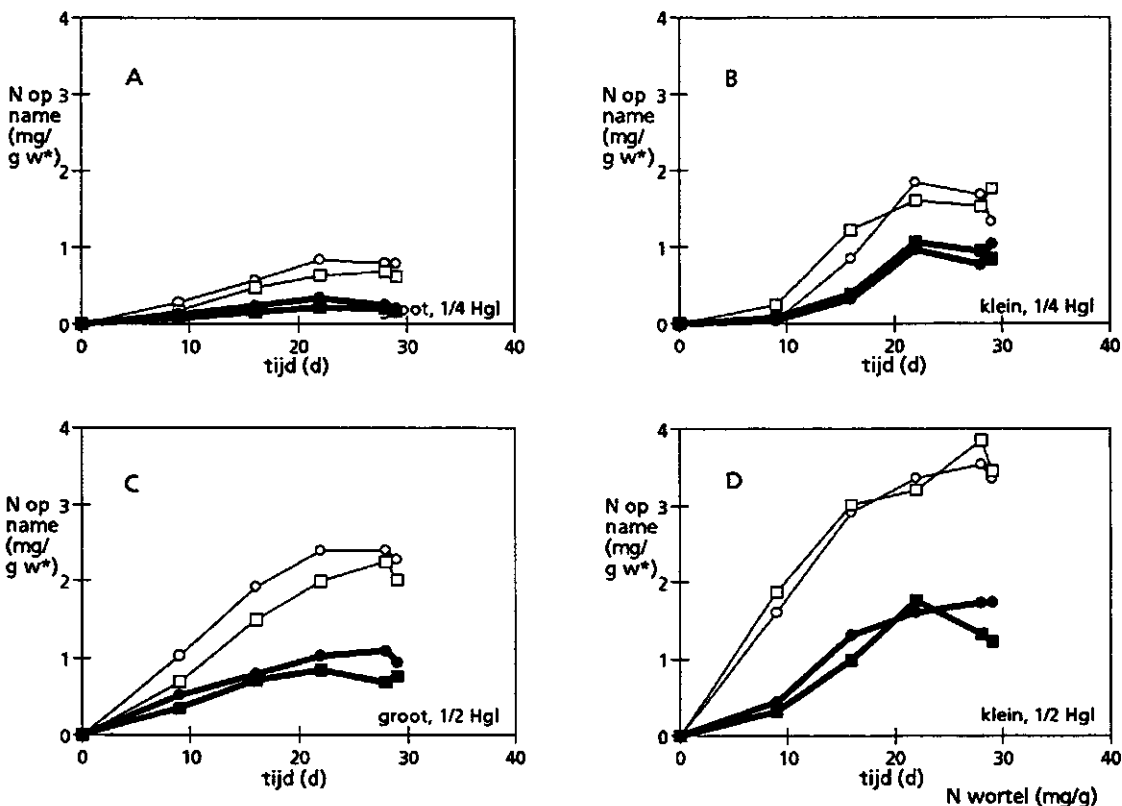 4
A
N op
name
(mg/
g w*)
3
2
1
0
0 10 20 30 40
tijd (d)
groot, 1/4 Hgl
4
B
N op
name
(mg/
g w*)
3
2
1
0
0 10 20 30 40
tijd (d)
klein, 1/4 Hgl
4
C
N op
name
(mg/
g w*)
3
2
1
0
0 10 20 30 40
tijd (d)
groot, 1/2 Hgl
4
D
N op
name
(mg/
g w*)
3
2
1
0
0 10 20 30 40
tijd (d)
klein, 1/2 Hgl
N wortel (mg/g)